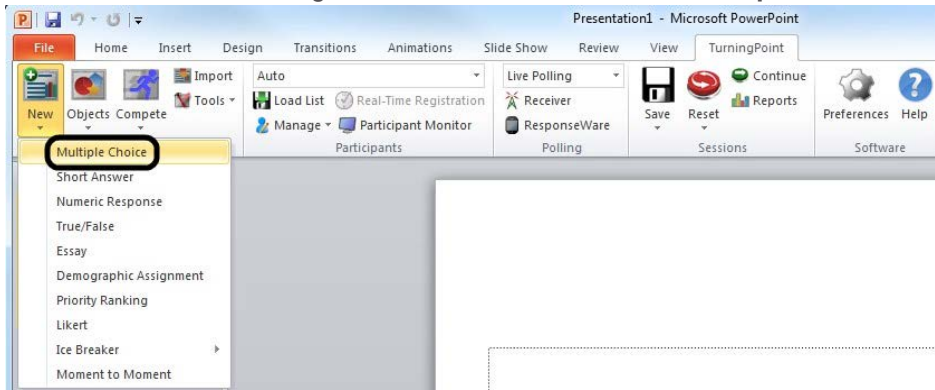 Presentation1 - Microsoft PowerPoint
File Home Insert Design Transitions Animations Slide Show Review View TurningPoint
New
Objects
Compete
Import
Tools
Auto
Load List Real-Time Registration
Manage Participant Monitor
Participants
Live Polling
Receiver
ResponseWare
Polling
Save
Reset
Continue
Reports
Sessions
Preferences
Help
Software
Multiple Choice
Short Answer
Numeric Response
True/False
Essay
Demographic Assignment
Priority Ranking
Likert
Ice Breaker
Moment to Moment